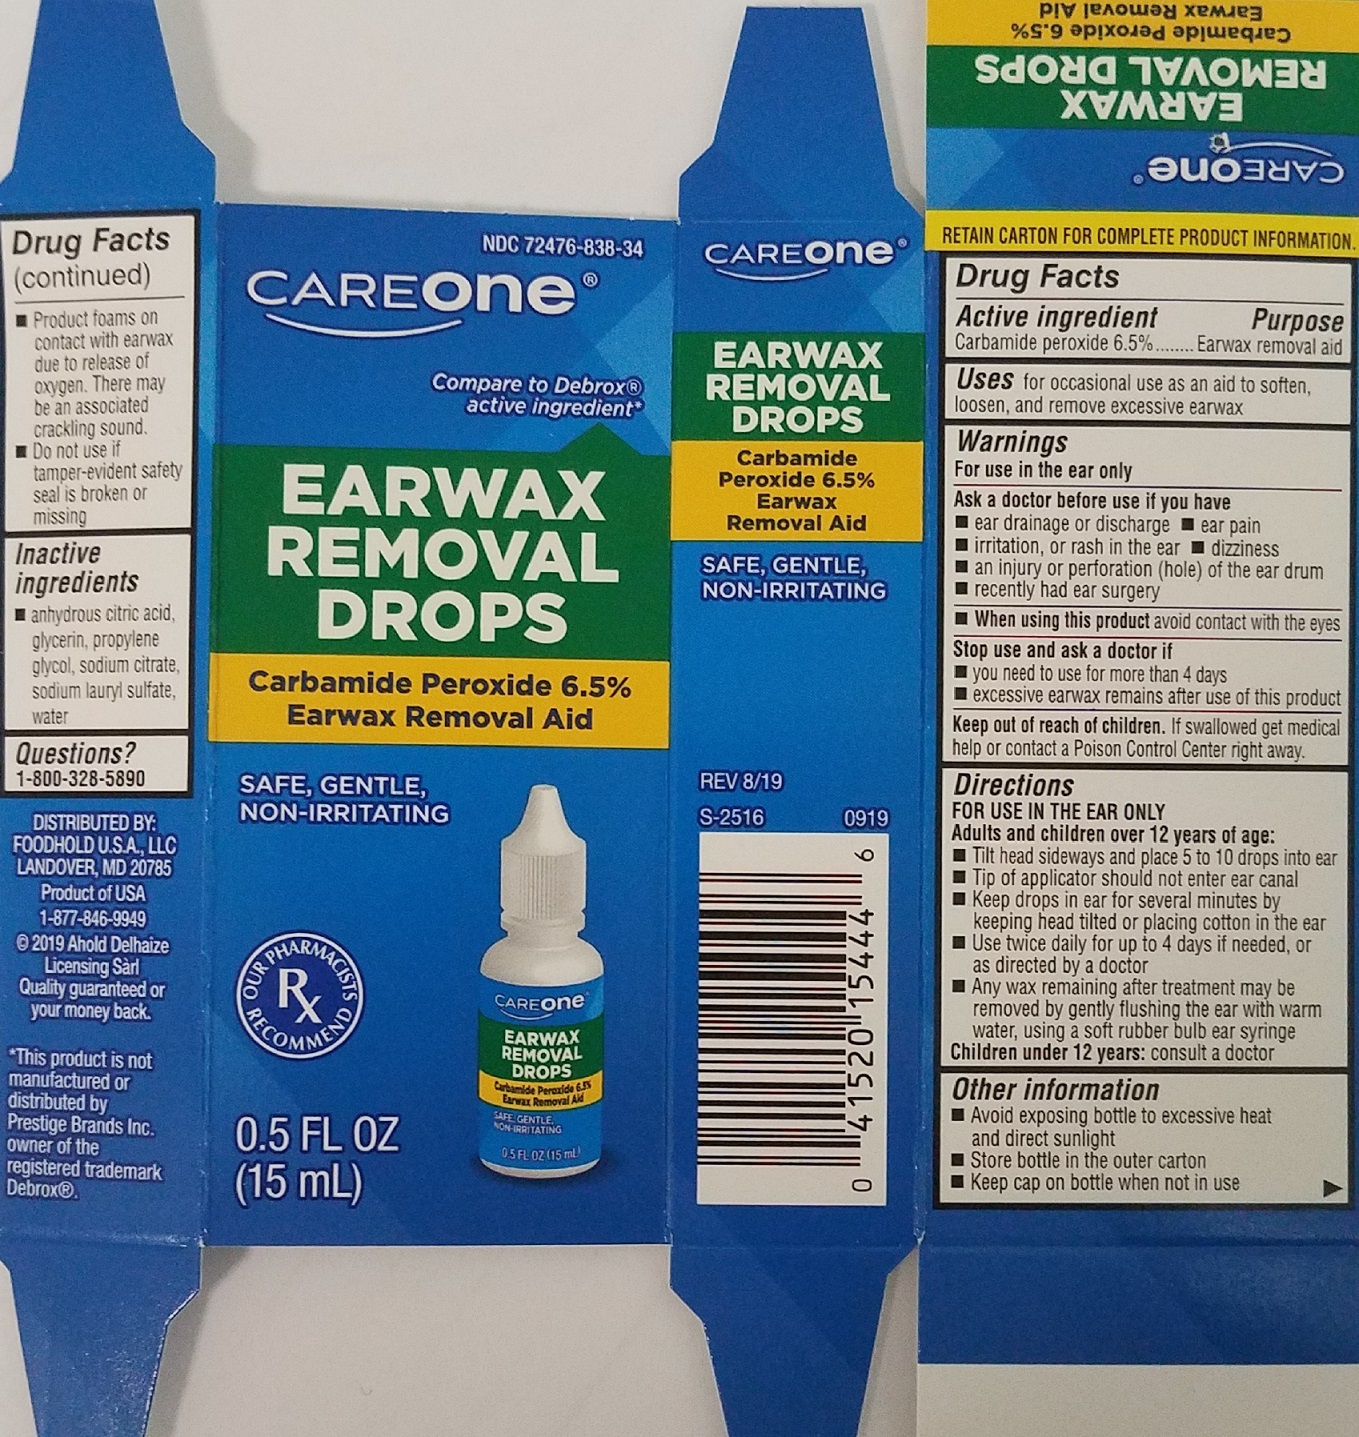 Drug Facts
(continued)
■ Product foams on
contact with earwax
due to release of
oxygen. There may
be an associated
crackling sound.
■ Do not use if
tamper-evident safety
seal is broken or
missing
Inactive
ingredients
■ anhydrous citric acid,
glycerin, propylene
glycol, sodium citrate,
sodium lauryl sulfate,
water
Questions?
1-800-328-5890
DISTRIBUTED BY:
FOODHOLD U.S.A., LLC
LANDOVER, MD 20785
Product of USA
1-877-846-9949
© 2019 Ahold Delhaize
Licensing Sàrl
Quality guaranteed or
your money back.
*This product is not
manufactured or
distributed by
Prestige Brands Inc.
owner of the
registered trademark
Debrox®.
NDC 72476-838-34
CAREone®
Compare to Debrox®
active ingredient*
EARWAX
REMOVAL
DROPS
Carbamide Peroxide 6.5%
Earwax Removal Aid
SAFE, GENTLE,
NON-IRRITATING
OUR PHARMACISTS
Rx
RECOMMEND
0.5 FL OZ
(15 mL)
CAREone®
EARWAX
REMOVAL
DROPS
Carbamide Peroxide 6.5%
Earwax Removal Aid
SAFE, GENTLE,
NON-IRRITATING
0.5 FL OZ (15 mL)
CAREone®
EARWAX
REMOVAL
DROPS
Carbamide
Peroxide 6.5%
Earwax
Removal Aid
SAFE, GENTLE,
NON-IRRITATING
REV 8/19
S-2516 0919
0 41520 15444 6
CAREone®
EARWAX
REMOVAL DROPS
Carbamide Peroxide 6.5%
Earwax Removal Aid
RETAIN CARTON FOR COMPLETE PRODUCT INFORMATION.
Drug Facts
Active ingredient Purpose
Carbamide peroxide 6.5%........ Earwax removal aid
Uses for occasional use as an aid to soften,
loosen, and remove excessive earwax
Warnings
For use in the ear only
Ask a doctor before use if you have
■ ear drainage or discharge ■ ear pain
■ irritation, or rash in the ear ■ dizziness
■ an injury or perforation (hole) of the ear drum
■ recently had ear surgery
■ When using this product avoid contact with the eyes
Stop use and ask a doctor if
■ you need to use for more than 4 days
■ excessive earwax remains after use of this product
Keep out of reach of children. If swallowed get medical
help or contact a Poison Control Center right away.
Directions
FOR USE IN THE EAR ONLY
Adults and children over 12 years of age:
■ Tilt head sideways and place 5 to 10 drops into ear
■ Tip of applicator should not enter ear canal
■ Keep drops in ear for several minutes by
keeping head tilted or placing cotton in the ear
■ Use twice daily for up to 4 days if needed, or
as directed by a doctor
■ Any wax remaining after treatment may be
removed by gently flushing the ear with warm
water, using a soft rubber bulb ear syringe
Children under 12 years: consult a doctor
Other information
■ Avoid exposing bottle to excessive heat
and direct sunlight
■ Store bottle in the outer carton
■ Keep cap on bottle when not in use